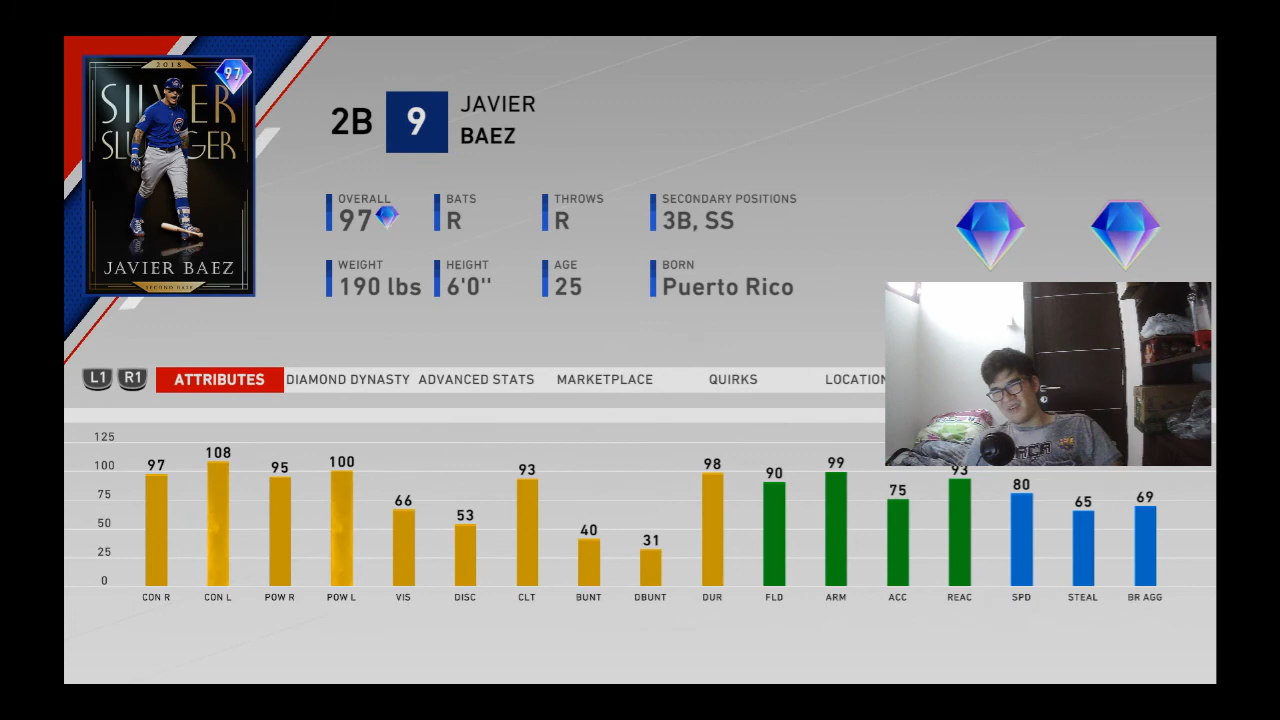 2018
97
SILVER
SLUGGER
JAVIER BAEZ
SECOND BASE
2B
9
JAVIER
BAEZ
OVERALL
97
BATS
R
THROWS
R
SECONDARY POSITIONS
3B, SS
WEIGHT
190 lbs
HEIGHT
6'0"
AGE
25
BORN
Puerto Rico
L1 R1 ATTRIBUTES DIAMOND DYNASTY ADVANCED STATS MARKETPLACE QUIRKS LOCATION
125
100
75
50
25
0
97 108 95 100 66 53 93 40 31 98 90 99 75 93 80 65 69
CON R CON L POW R POW L VIS DISC CLT BUNT DBUNT DUR FLD ARM ACC REAC SPD STEAL BR AGG